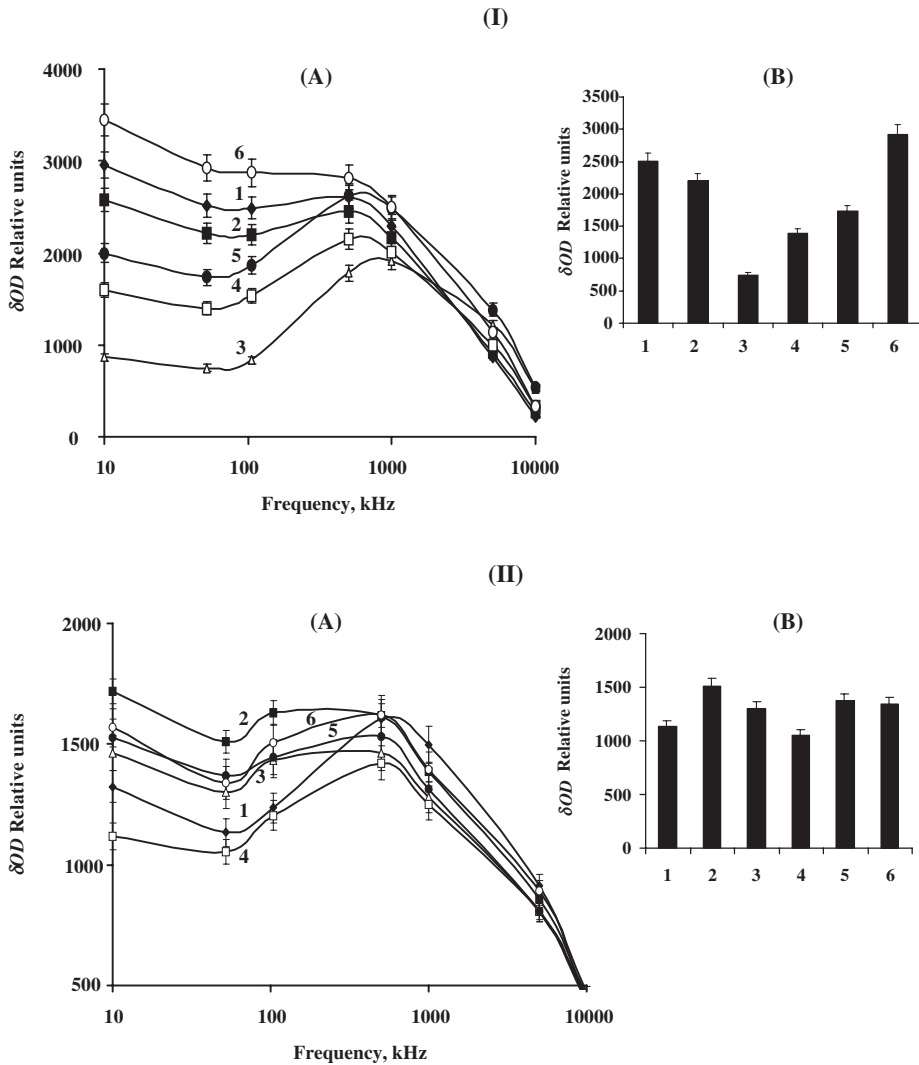 (I)
(A)
δOD Relative units
4000
3000
2000
1000
0
6
1
2
5
4
3
10 100 1000 10000
Frequency, kHz
(B)
δOD Relative units
3500
3000
2500
2000
1500
1000
500
0
1 2 3 4 5 6
(II)
(A)
δOD Relative units
2000
1500
1000
500
2
6
5
3
1
4
10 100 1000 10000
Frequency, kHz
(B)
δOD Relative units
2000
1500
1000
500
0
1 2 3 4 5 6